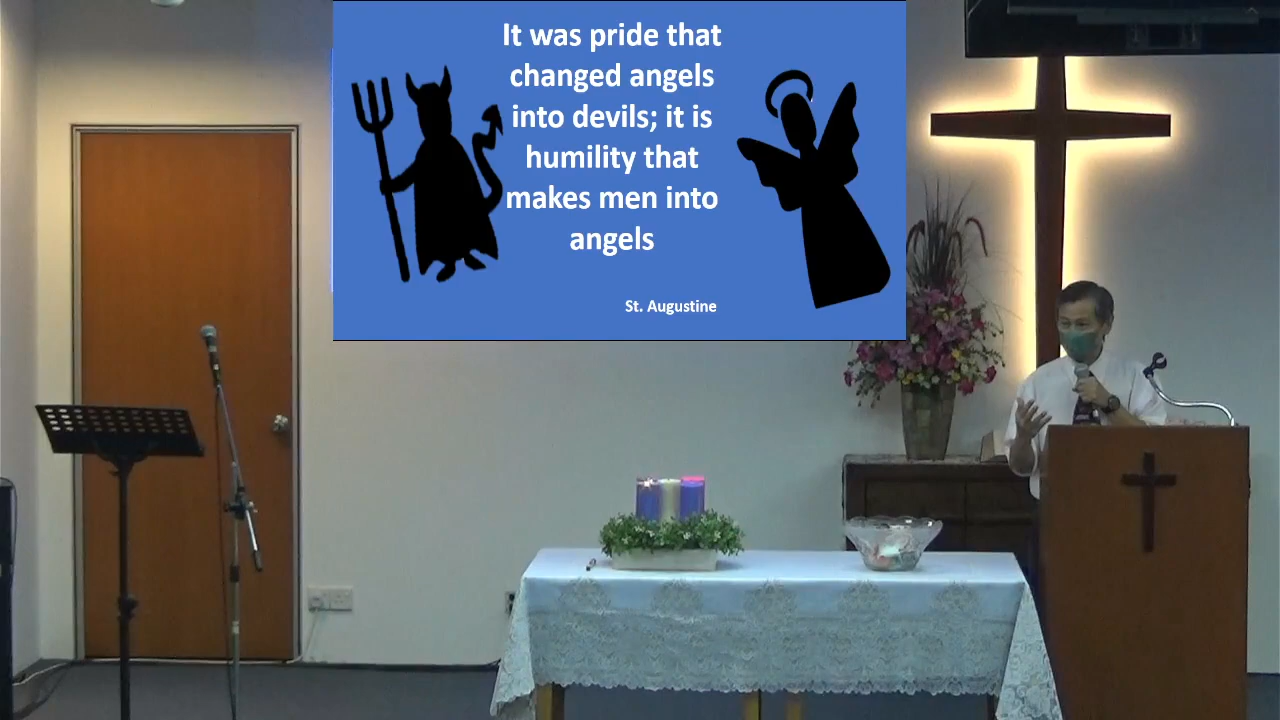 It was pride that
changed angels
into devils; it is
humility that
makes men into
angels
St. Augustine